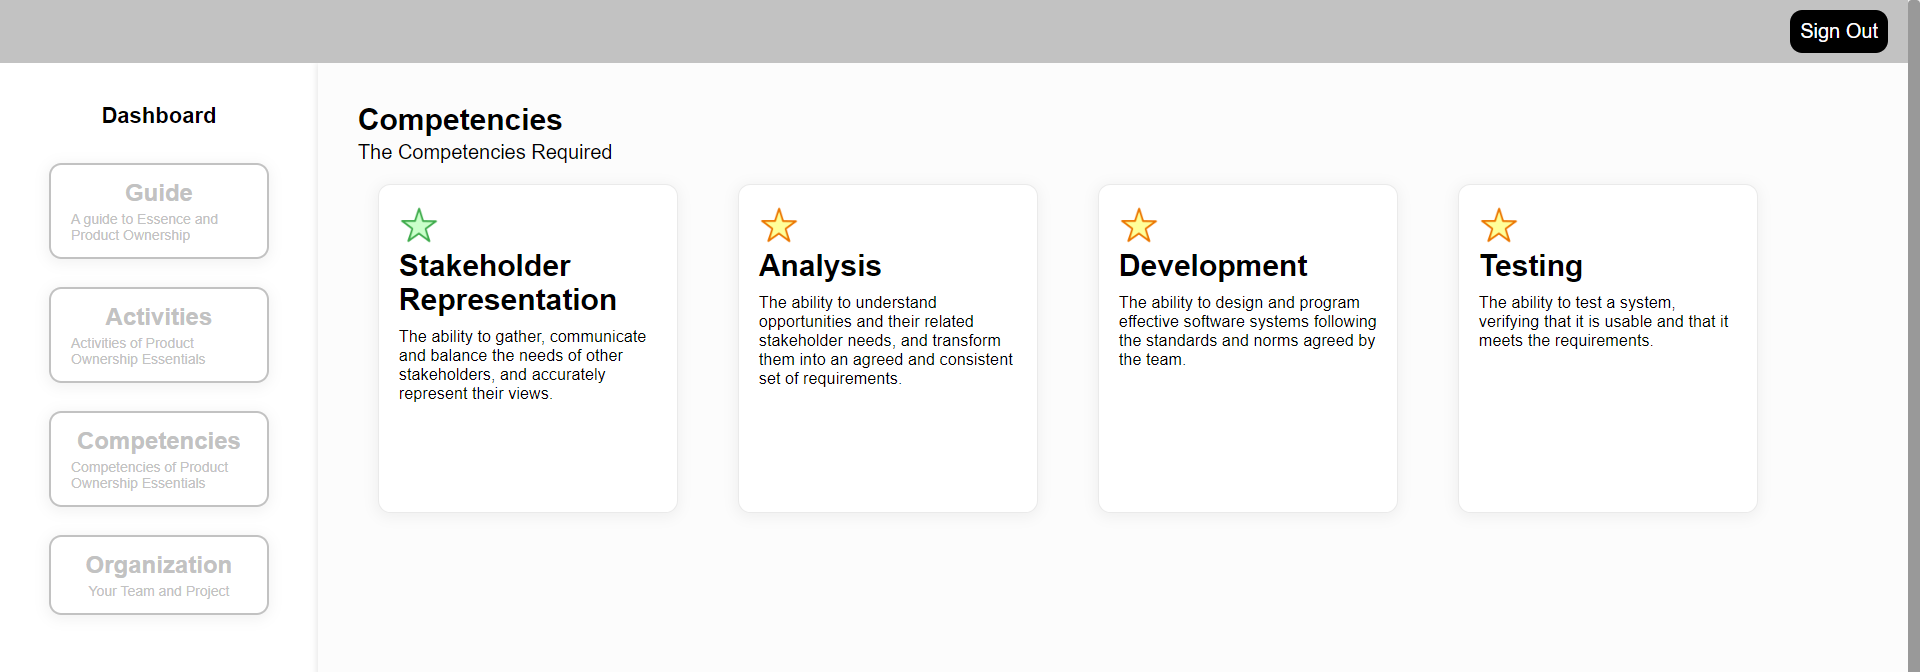 Sign Out
Dashboard
Guide
A guide to Essence and
Product Ownership
Activities
Activities of Product
Ownership Essentials
Competencies
Competencies of Product
Ownership Essentials
Organization
Your Team and Project
Competencies
The Competencies Required
Stakeholder
Representation
The ability to gather, communicate
and balance the needs of other
stakeholders, and accurately
represent their views.
Analysis
The ability to understand
opportunities and their related
stakeholder needs, and transform
them into an agreed and consistent
set of requirements.
Development
The ability to design and program
effective software systems following
the standards and norms agreed by
the team.
Testing
The ability to test a system,
verifying that it is usable and that it
meets the requirements.